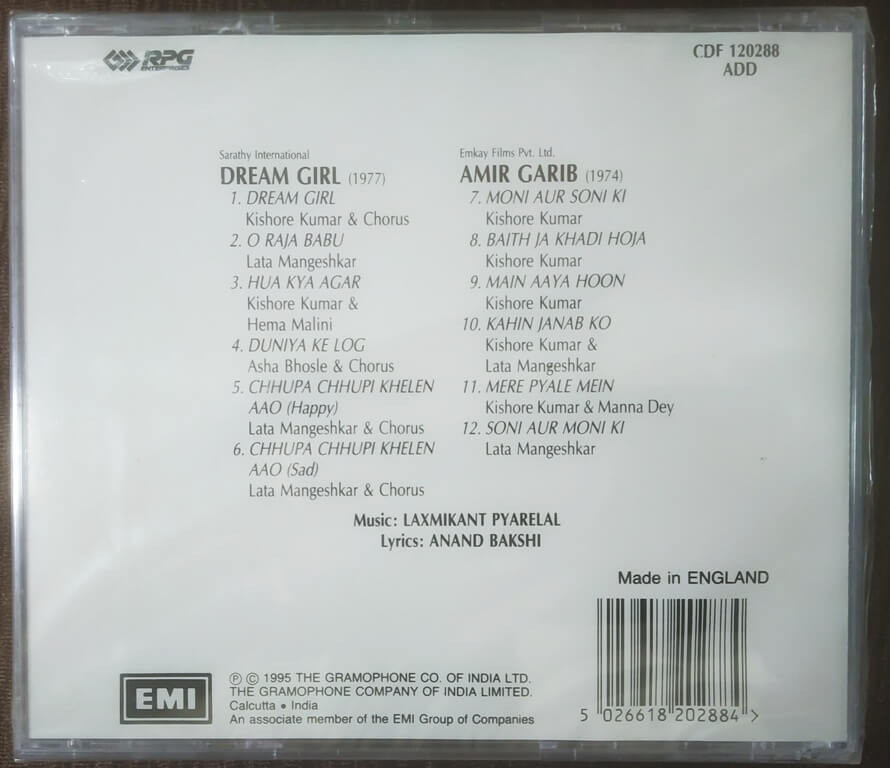 RPG
ENTERPRISES
CDF 120288
ADD
Sarathy International
DREAM GIRL (1977)
1. DREAM GIRL
Kishore Kumar & Chorus
2. O RAJA BABU
Lata Mangeshkar
3. HUA KYA AGAR
Kishore Kumar &
Hema Malini
4. DUNIYA KE LOG
Asha Bhosle & Chorus
5. CHHUPA CHHUPI KHELEN
AAO (Happy)
Lata Mangeshkar & Chorus
6. CHHUPA CHHUPI KHELEN
AAO (Sad)
Lata Mangeshkar & Chorus
Emkay Films Pvt. Ltd.
AMIR GARIB (1974)
7. MONI AUR SONI KI
Kishore Kumar
8. BAITH JA KHADI HOJA
Kishore Kumar
9. MAIN AAYA HOON
Kishore Kumar
10. KAHIN JANAB KO
Kishore Kumar &
Lata Mangeshkar
11. MERE PYALE MEIN
Kishore Kumar & Manna Dey
12. SONI AUR MONI KI
Lata Mangeshkar
Music: LAXMIKANT PYARELAL
Lyrics: ANAND BAKSHI
Made in ENGLAND
EMI
℗ © 1995 THE GRAMOPHONE CO. OF INDIA LTD.
THE GRAMOPHONE COMPANY OF INDIA LIMITED.
Calcutta • India
An associate member of the EMI Group of Companies
5 026618 202884 >